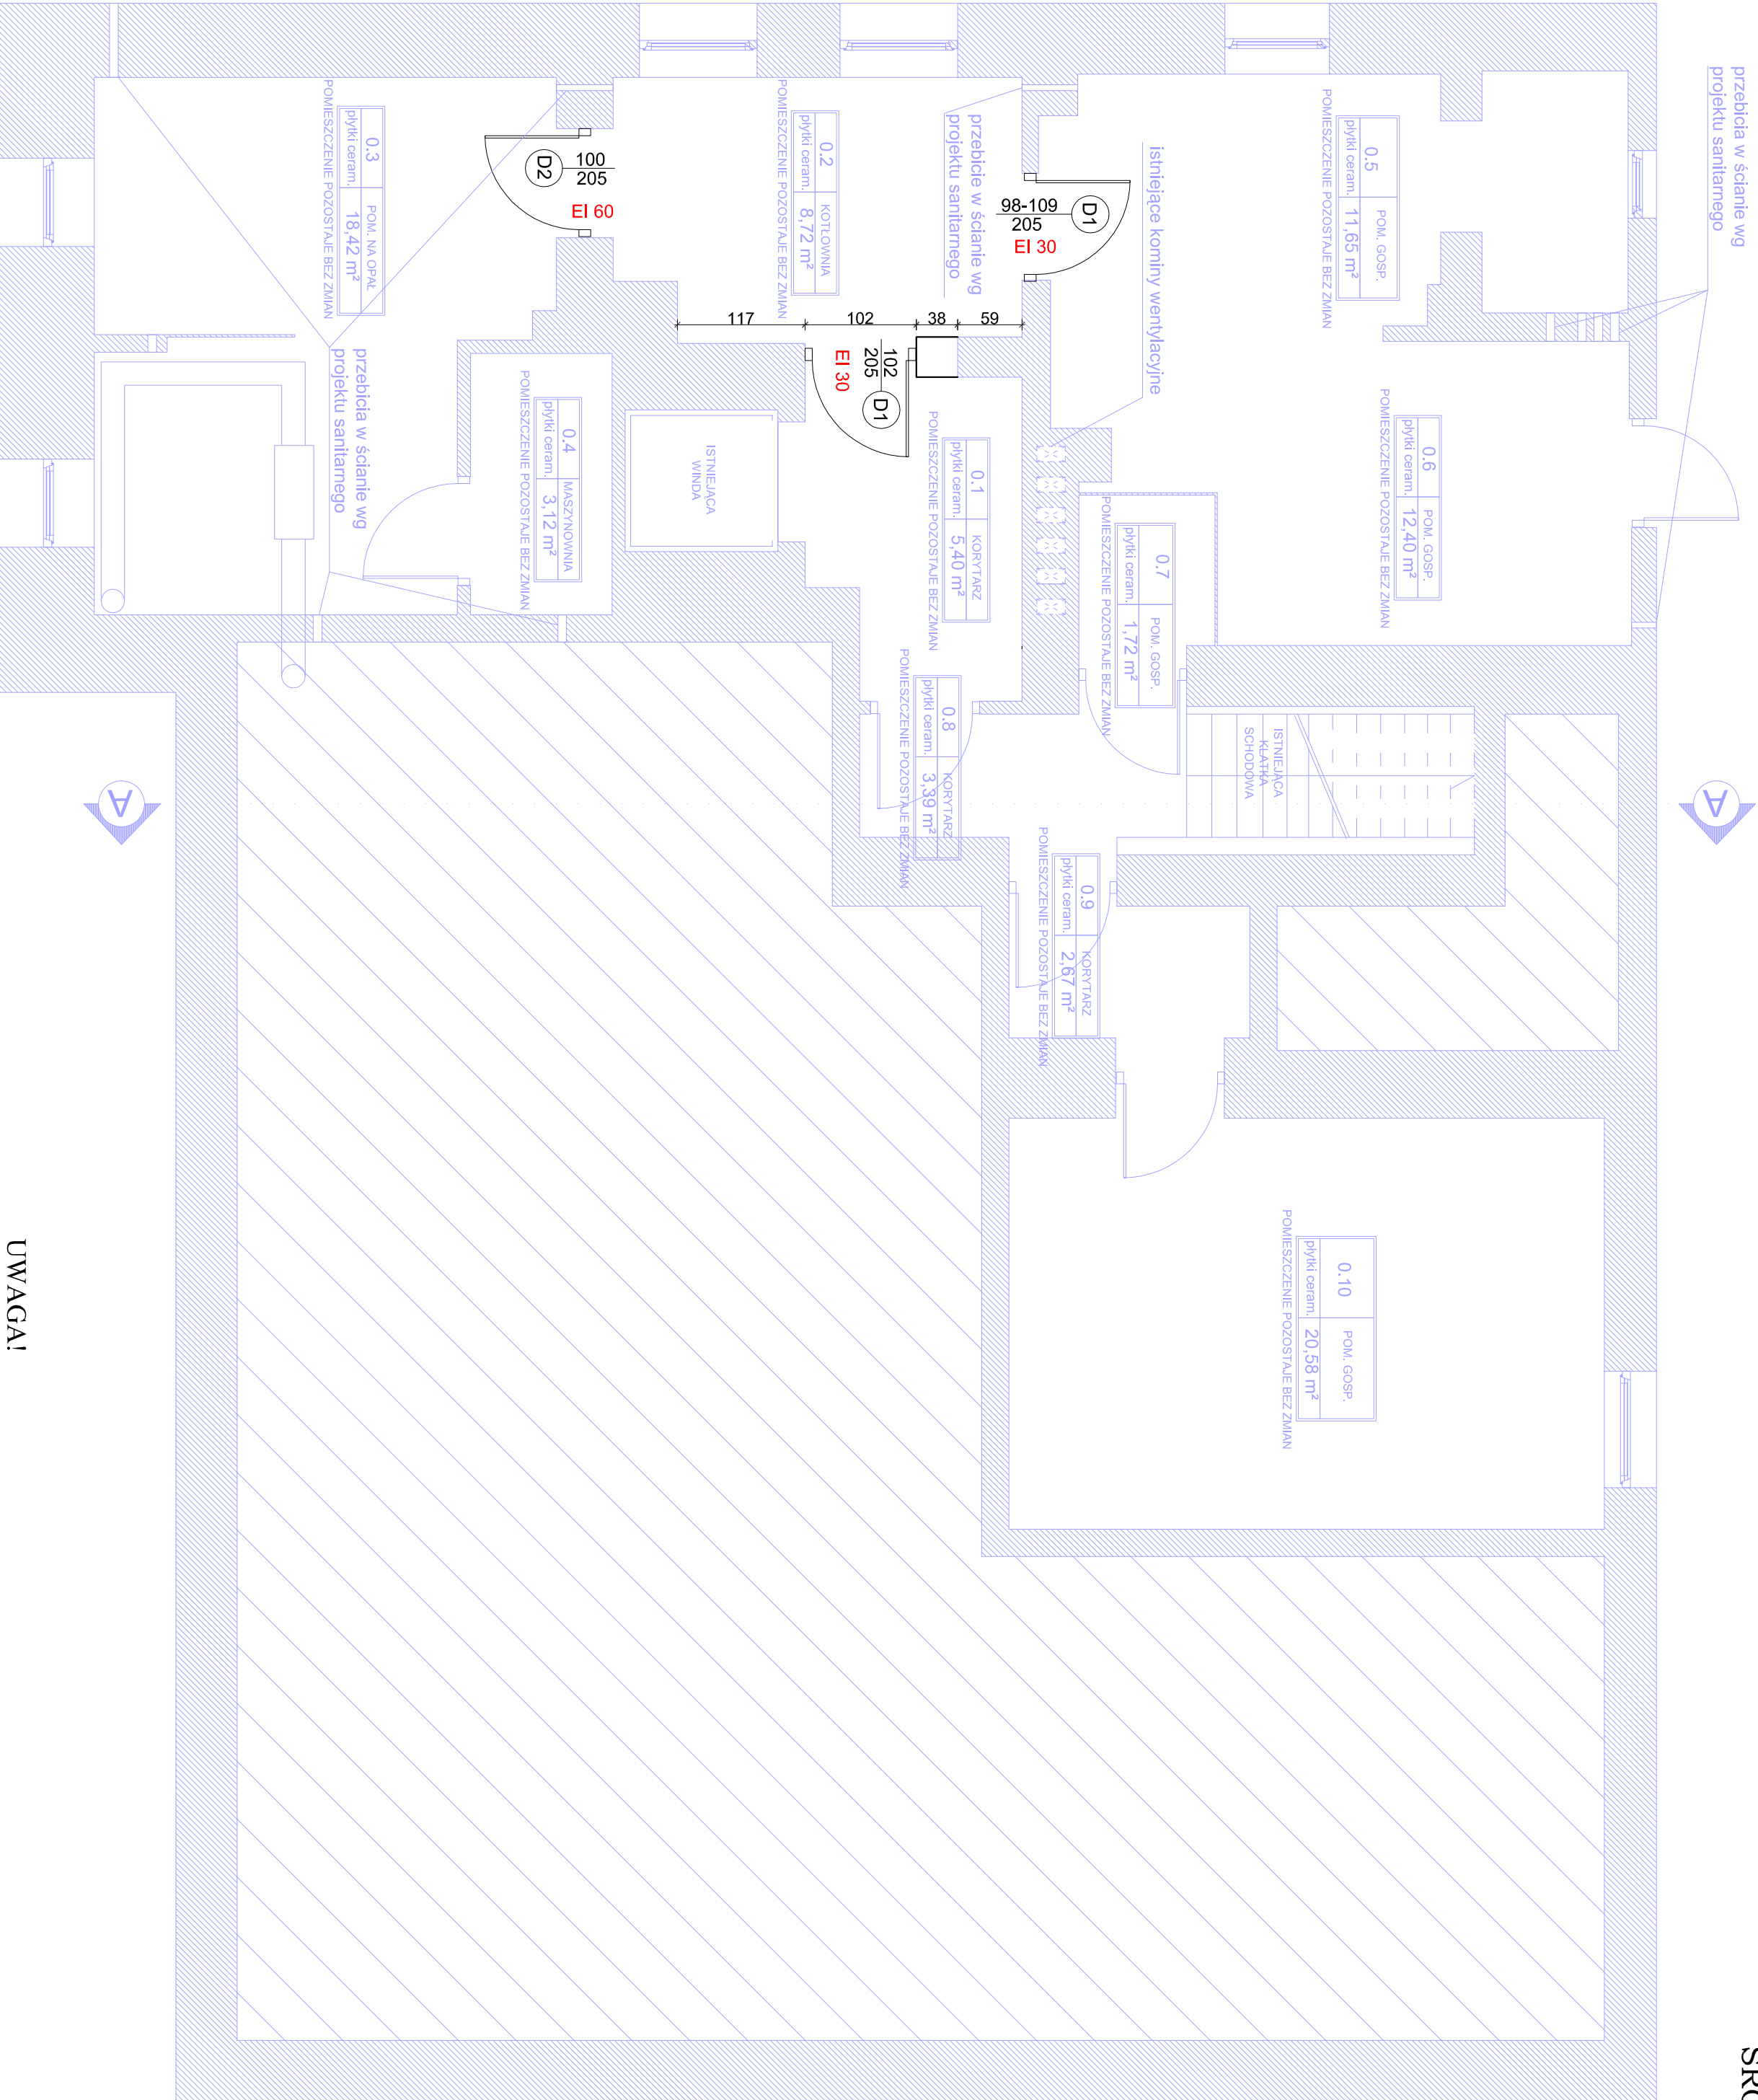 przebicia w ścianie wg
projektu sanitarnego
0.5
POM. GOSP.
płytki ceram.
11,65 m²
POMIESZCZENIE POZOSTAJE BEZ ZMIAN
0.6
POM. GOSP.
płytki ceram.
12,40 m²
POMIESZCZENIE POZOSTAJE BEZ ZMIAN
istniejące kominy wentylacyjne
D1
98-109
205
EI 30
przebicie w ścianie wg
projektu sanitarnego
0.7
POM. GOSP.
płytki ceram.
1,72 m²
POMIESZCZENIE POZOSTAJE BEZ ZMIAN
ISTNIEJĄCA
KLATKA
SCHODOWA
0.2
KOTŁOWNIA
płytki ceram.
8,72 m²
POMIESZCZENIE POZOSTAJE BEZ ZMIAN
117
102
38
59
102
205
D1
EI 30
0.1
KORYTARZ
płytki ceram.
5,40 m²
POMIESZCZENIE POZOSTAJE BEZ ZMIAN
0.8
KORYTARZ
płytki ceram.
3,39 m²
POMIESZCZENIE POZOSTAJE BEZ ZMIAN
0.9
KORYTARZ
płytki ceram.
2,67 m²
POMIESZCZENIE POZOSTAJE BEZ ZMIAN
0.10
POM. GOSP.
płytki ceram.
20,58 m²
POMIESZCZENIE POZOSTAJE BEZ ZMIAN
ISTNIEJĄCA
WINDA
100
205
D2
EI 60
0.4
MASZYNOWNIA
płytki ceram.
3,12 m²
POMIESZCZENIE POZOSTAJE BEZ ZMIAN
0.3
POM. NA OPAŁ
płytki ceram.
18,42 m²
POMIESZCZENIE POZOSTAJE BEZ ZMIAN
przebicia w ścianie wg
projektu sanitarnego
A
A
UWAGA!